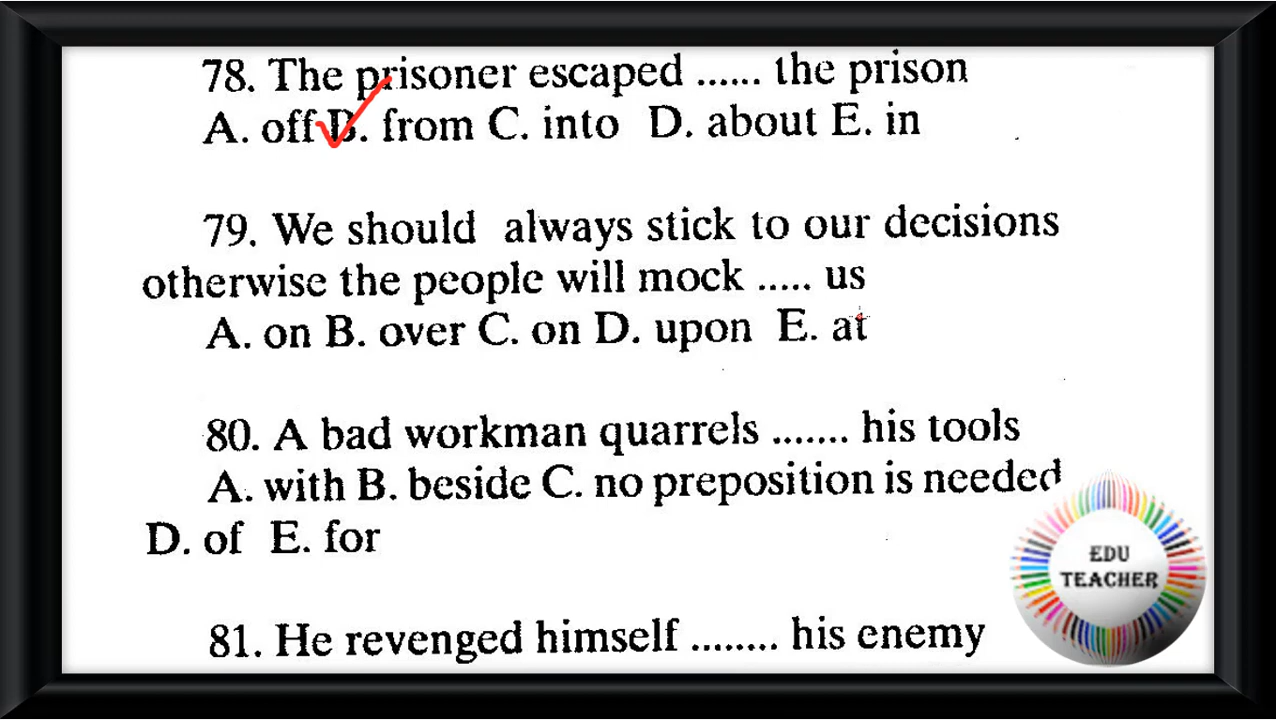 78. The prisoner escaped ...... the prison
A. off B. from C. into D. about E. in
79. We should always stick to our decisions
otherwise the people will mock ..... us
A. on B. over C. on D. upon E. at
80. A bad workman quarrels ....... his tools
A. with B. beside C. no preposition is needed
D. of E. for
EDU
TEACHER
81. He revenged himself ........ his enemy